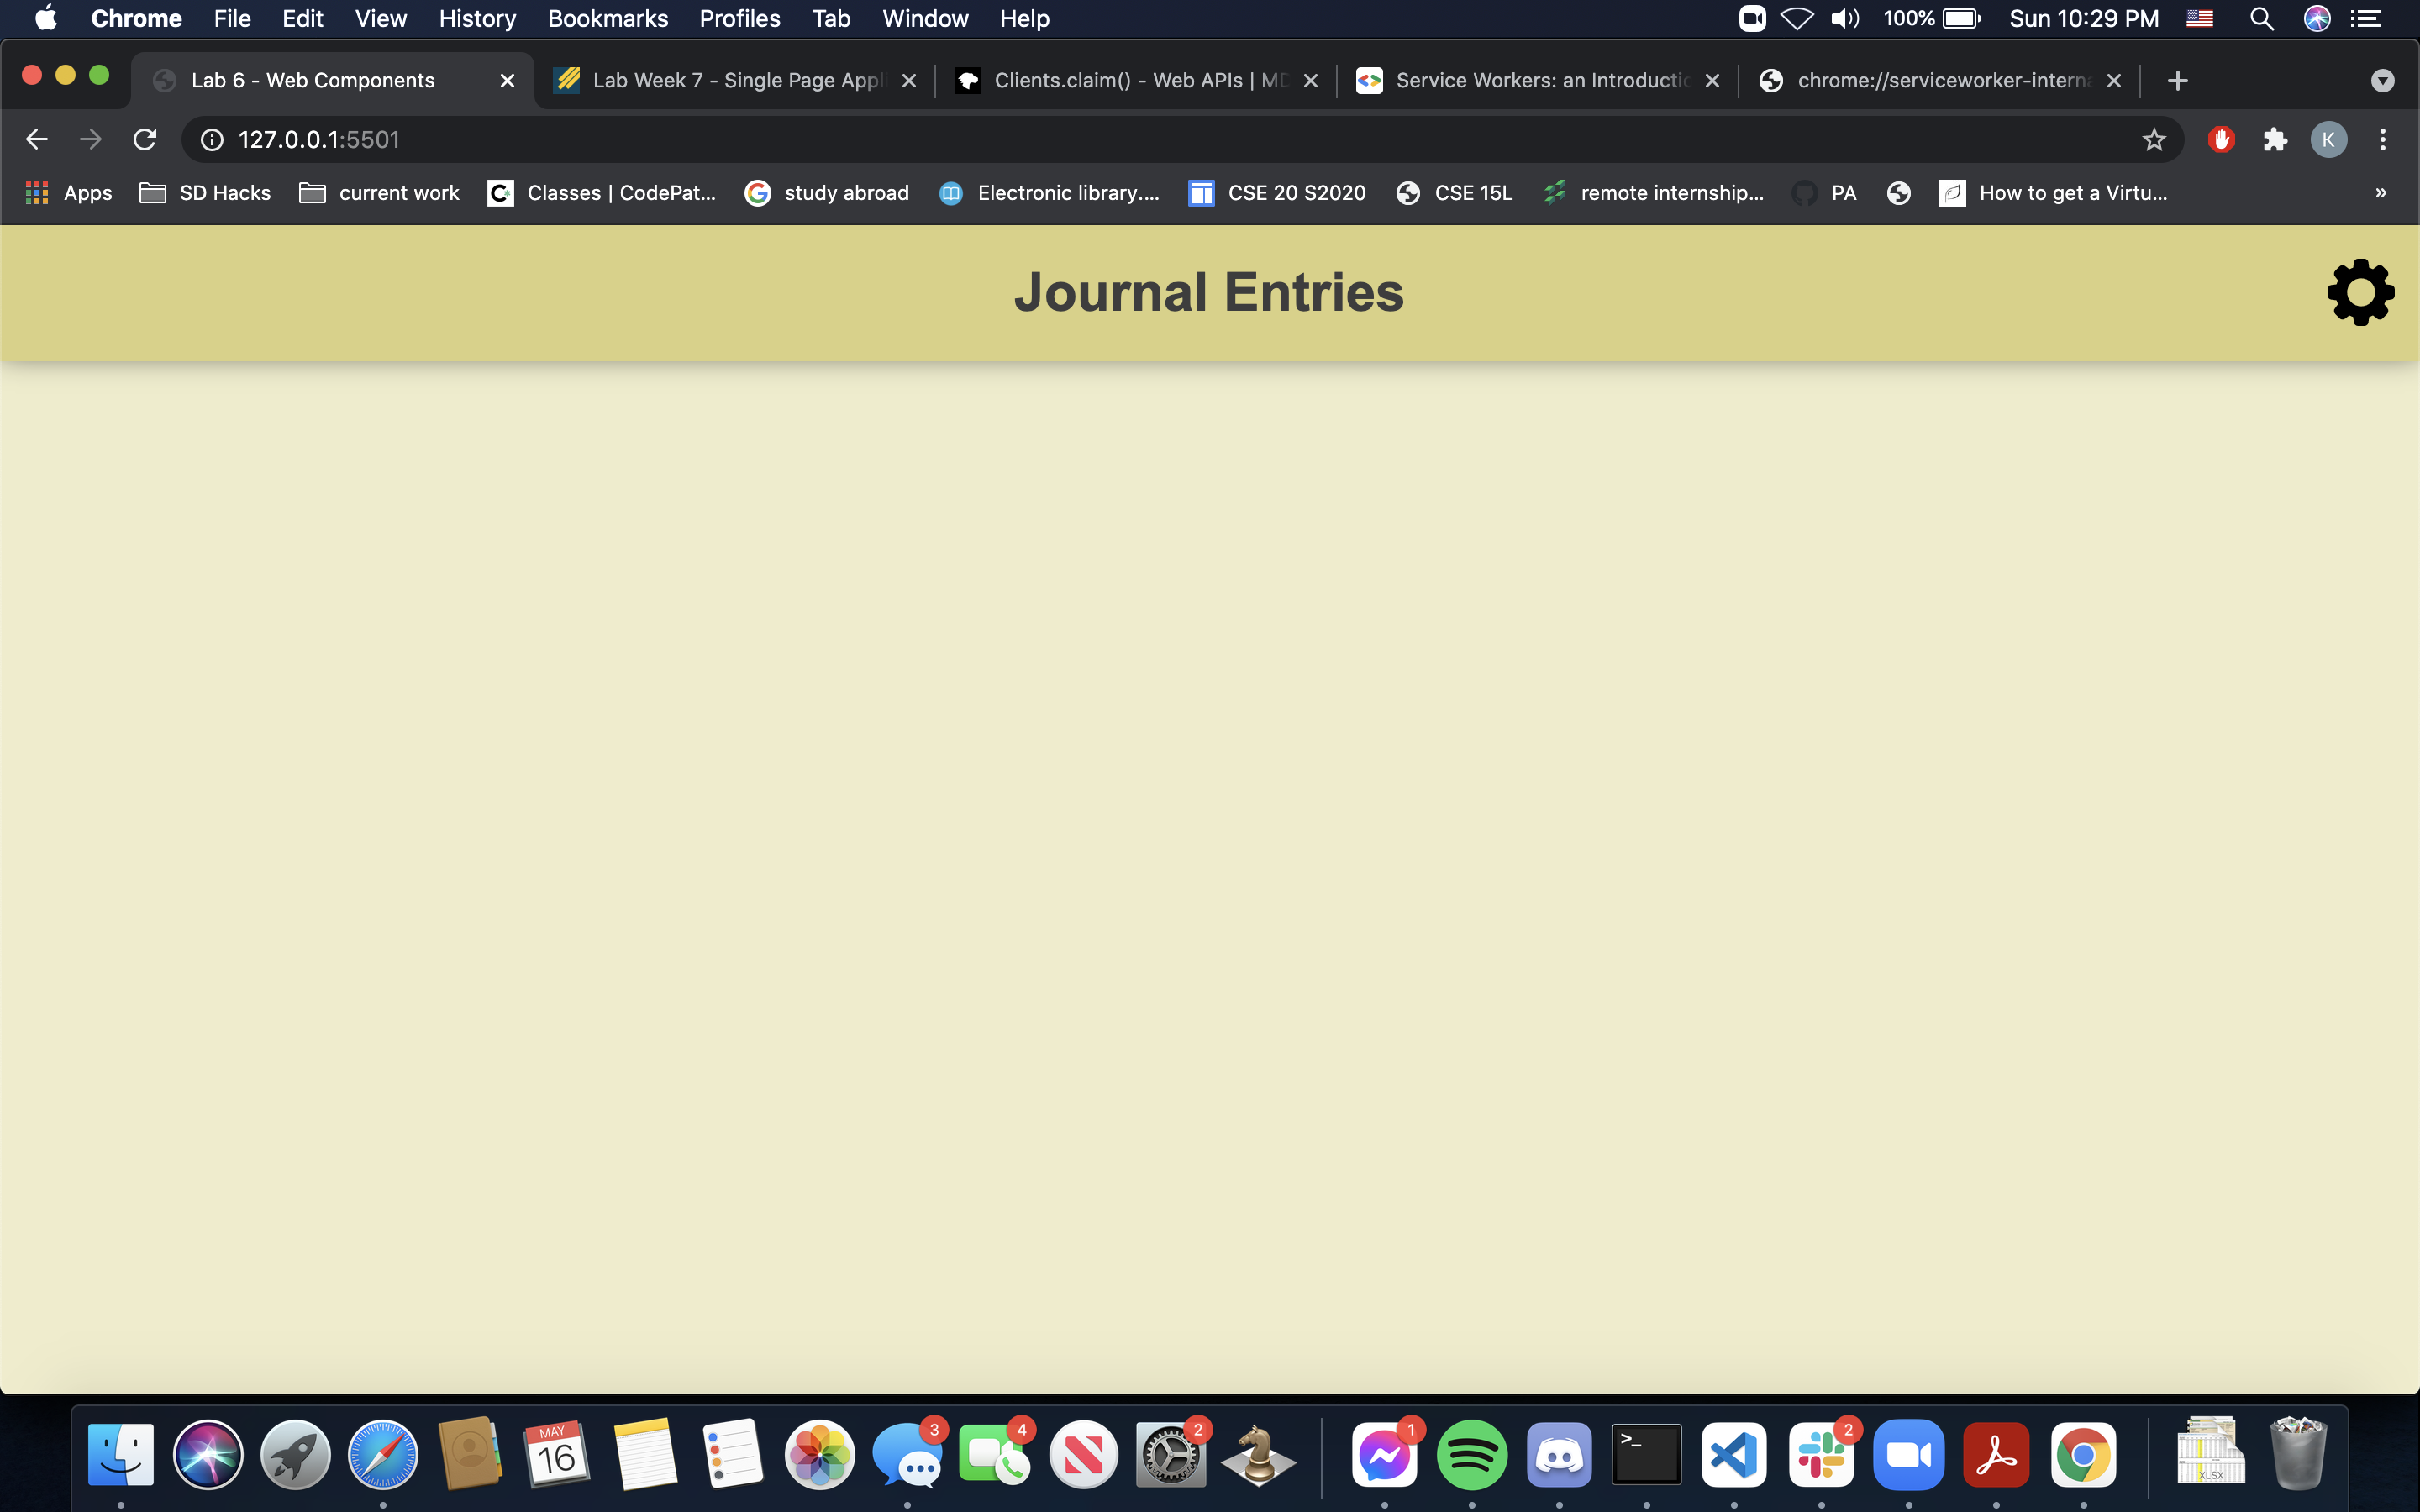 Chrome File Edit View History Bookmarks Profiles Tab Window Help 100% Sun 10:29 PM
Lab 6 - Web Components Lab Week 7 - Single Page Appli Clients.claim() - Web APIs | MD Service Workers: an Introductic chrome://serviceworker-interna
127.0.0.1:5501 K
Apps SD Hacks current work C Classes | CodePat... study abroad Electronic library.... CSE 20 S2020 CSE 15L remote internship... PA How to get a Virtu... »
Journal Entries
3 4 2 1 2
MAY
16
>_
XLSX